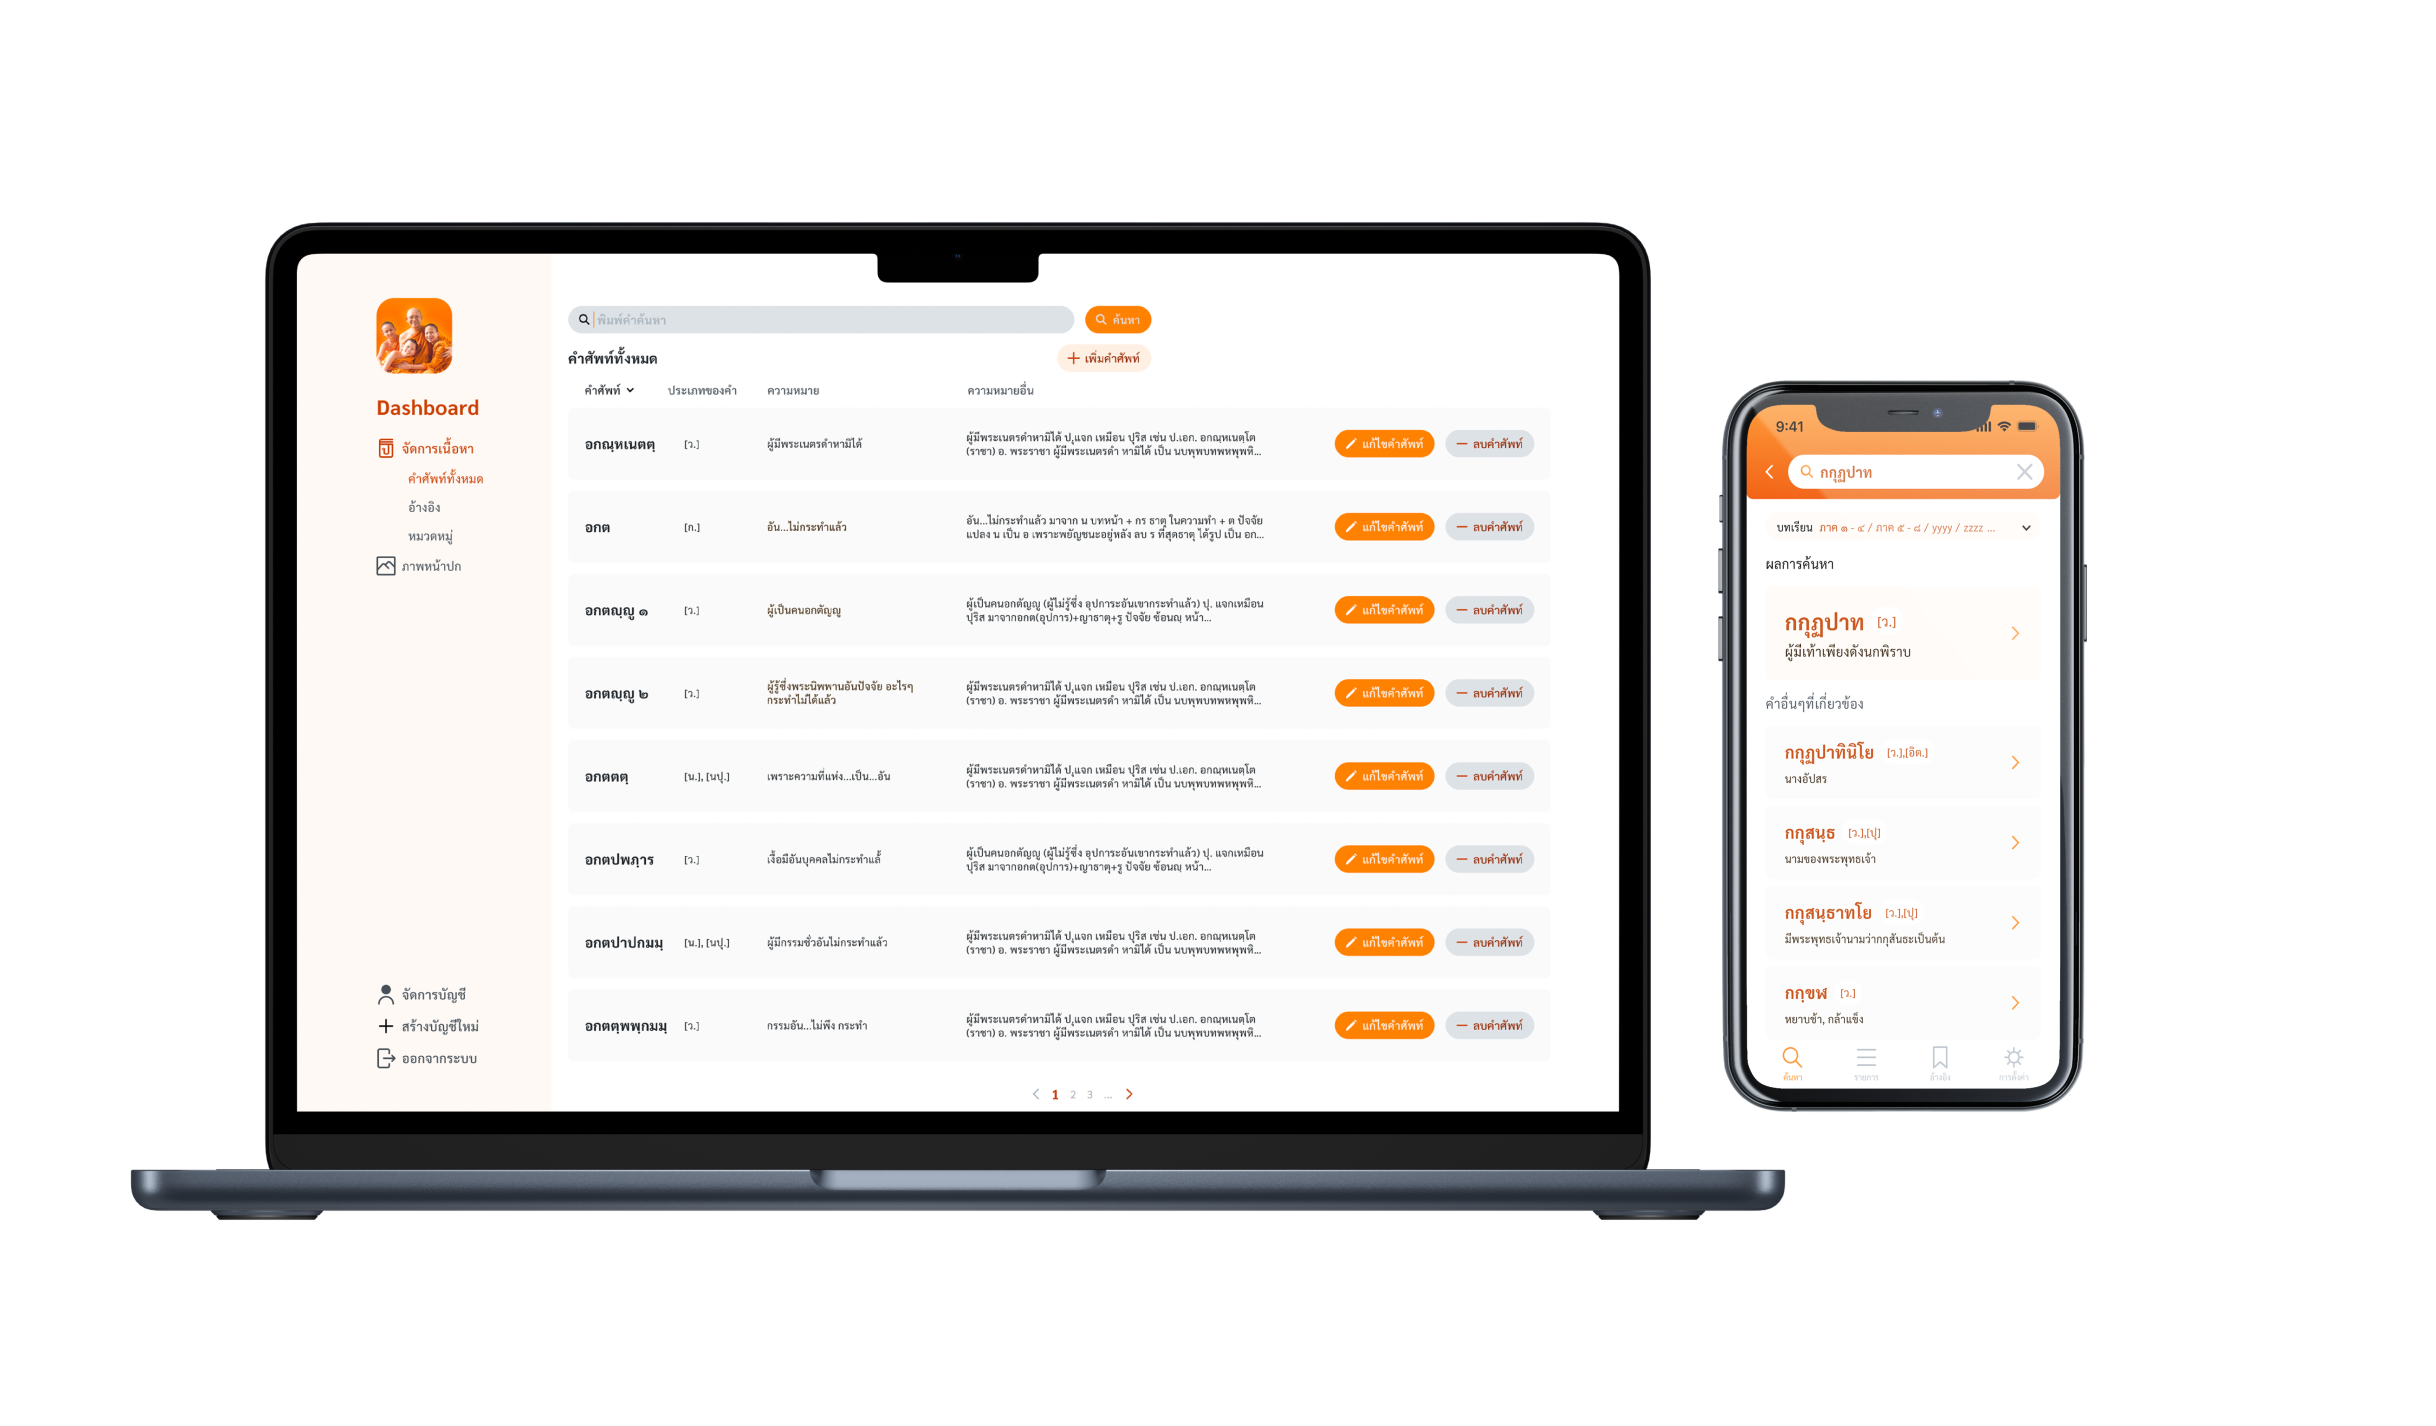 Dashboard
จัดการเนื้อหา
คำศัพท์ทั้งหมด
อ้างอิง
หมวดหมู่
ภาพหน้าปก
จัดการบัญชี
สร้างบัญชีใหม่
ออกจากระบบ
พิมพ์คำค้นหา
ค้นหา
คำศัพท์ทั้งหมด
เพิ่มคำศัพท์
คำศัพท์ ประเภทของคำ ความหมาย ความหมายอื่น
อกณฺหเนตตฺ [ว.] ผู้มีพระเนตรดำหามิได้
ผู้มีพระเนตรดำหามิได้ ปุ,แจก เหมือน ปุริส เช่น ป.เอก. อกณฺหเนตฺโต
(ราชา) อ. พระราชา ผู้มีพระเนตรดำ หามิได้ เป็น นบพุพบทพหพุพหิ...
แก้ไขคำศัพท์ ลบคำศัพท์
อกต [ก.] อัน...ไม่กระทำแล้ว
อัน...ไม่กระทำแล้ว มาจาก น บทหน้า + กร ธาตุ ในความทำ + ต ปัจจัย
แปลง น เป็น อ เพราะพยัญชนะอยู่หลัง ลบ ร ที่สุดธาตุ ได้รูป เป็น อก...
แก้ไขคำศัพท์ ลบคำศัพท์
อกตญฺญู ๑ [ว.] ผู้เป็นคนอกตัญญู
ผู้เป็นคนอกตัญญู (ผู้ไม่รู้ซึ่ง อุปการะอันเขากระทำแล้ว) ปุ. แจกเหมือน
ปุริส มาจากอกต(อุปการ)+ญาธาตุ+รู ปัจจัย ซ้อนญฺ หน้า...
แก้ไขคำศัพท์ ลบคำศัพท์
อกตญฺญู ๒ [ว.] ผู้รู้ซึ่งพระนิพพานอันปัจจัย อะไรๆ
กระทำไม่ได้แล้ว
ผู้มีพระเนตรดำหามิได้ ปุ,แจก เหมือน ปุริส เช่น ป.เอก. อกณฺหเนตฺโต
(ราชา) อ. พระราชา ผู้มีพระเนตรดำ หามิได้ เป็น นบพุพบทพหพุพหิ...
แก้ไขคำศัพท์ ลบคำศัพท์
อกตตฺ [น.], [นปุ.] เพราะความที่แห่ง...เป็น...อัน
ผู้มีพระเนตรดำหามิได้ ปุ,แจก เหมือน ปุริส เช่น ป.เอก. อกณฺหเนตฺโต
(ราชา) อ. พระราชา ผู้มีพระเนตรดำ หามิได้ เป็น นบพุพบทพหพุพหิ...
แก้ไขคำศัพท์ ลบคำศัพท์
อกตปพภฺาร [ว.] เงื้อมือันบุคคลไม่กระทำแล้
ผู้เป็นคนอกตัญญู (ผู้ไม่รู้ซึ่ง อุปการะอันเขากระทำแล้ว) ปุ. แจกเหมือน
ปุริส มาจากอกต(อุปการ)+ญาธาตุ+รู ปัจจัย ซ้อนญฺ หน้า...
แก้ไขคำศัพท์ ลบคำศัพท์
อกตปาปกมมฺ [น.], [นปุ.] ผู้มีกรรมชั่วอันไม่กระทำแล้ว
ผู้มีพระเนตรดำหามิได้ ปุ,แจก เหมือน ปุริส เช่น ป.เอก. อกณฺหเนตฺโต
(ราชา) อ. พระราชา ผู้มีพระเนตรดำ หามิได้ เป็น นบพุพบทพหพุพหิ...
แก้ไขคำศัพท์ ลบคำศัพท์
อกตตฺพพฺกมมฺ [ว.] กรรมอัน...ไม่พึง กระทำ
ผู้มีพระเนตรดำหามิได้ ปุ,แจก เหมือน ปุริส เช่น ป.เอก. อกณฺหเนตฺโต
(ราชา) อ. พระราชา ผู้มีพระเนตรดำ หามิได้ เป็น นบพุพบทพหพุพหิ...
แก้ไขคำศัพท์ ลบคำศัพท์
1 2 3 ...
9:41
กกุฏปาท
บทเรียน ภาค ๑ - ๔ / ภาค ๕ - ๘ / yyyy / zzzz ...
ผลการค้นหา
กกุฏปาท [ว.]
ผู้มีเท้าเพียงดังนกพิราบ
คำอื่นๆที่เกี่ยวข้อง
กกุฏปาทินิโย [ว.],[อิต.]
นางอัปสร
กกุสนฺธ [ว.],[ปุ]
นามของพระพุทธเจ้า
กกุสนฺธาทโย [ว.],[ปุ]
มีพระพุทธเจ้านามว่ากกุสันธะเป็นต้น
กกฺขฬ [ว.]
หยาบช้า, กล้าแข็ง
ค้นหา รายการ อ้างอิง การตั้งค่า